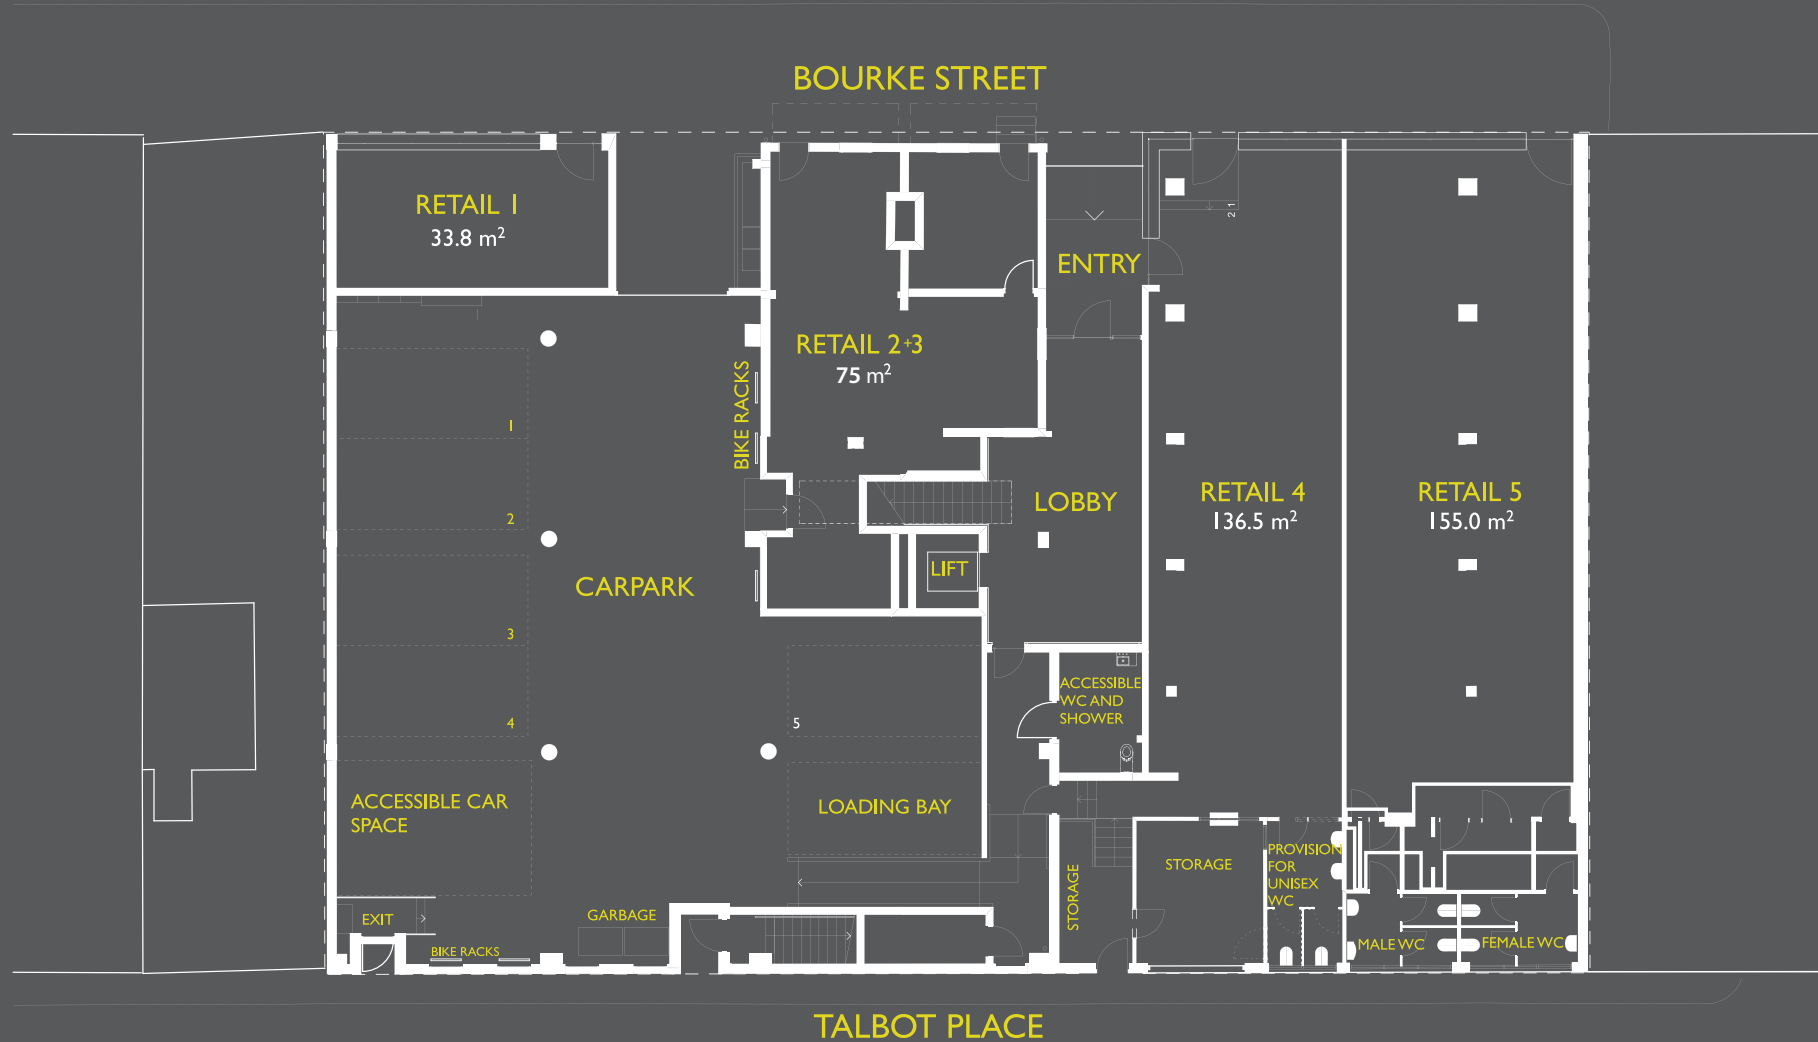 BOURKE STREET
RETAIL 1
33.8 m²
2 1
ENTRY
RETAIL 2+3
75 m²
BIKE RACKS
1
2
3
4
5
RETAIL 4
136.5 m²
RETAIL 5
155.0 m²
LOBBY
LIFT
CARPARK
ACCESSIBLE
WC AND
SHOWER
ACCESSIBLE CAR
SPACE
LOADING BAY
STORAGE
STORAGE
PROVISION
FOR
UNISEX
WC
EXIT
GARBAGE
BIKE RACKS
MALE WC
FEMALE WC
TALBOT PLACE